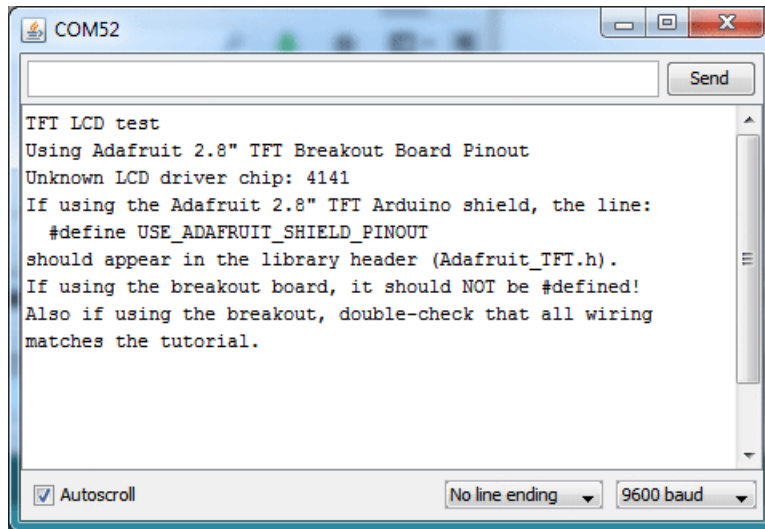 COM52
Send
TFT LCD test
Using Adafruit 2.8" TFT Breakout Board Pinout
Unknown LCD driver chip: 4141
If using the Adafruit 2.8" TFT Arduino shield, the line:
  #define USE_ADAFRUIT_SHIELD_PINOUT
should appear in the library header (Adafruit_TFT.h).
If using the breakout board, it should NOT be #defined!
Also if using the breakout, double-check that all wiring
matches the tutorial.
Autoscroll
No line ending
9600 baud